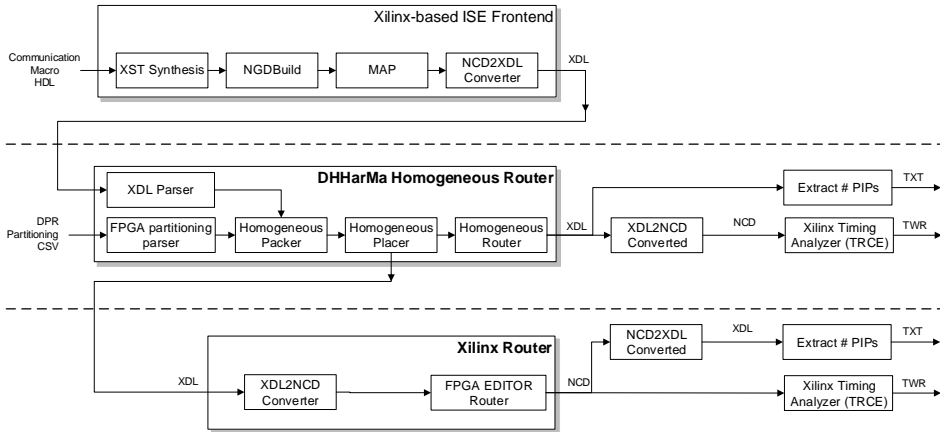 Xilinx-based ISE Frontend
Communication
Macro
HDL
XST Synthesis
NGDBuild
MAP
NCD2XDL
Converter
XDL
DHHarMa Homogeneous Router
XDL Parser
DPR
Partitioning
CSV
FPGA partitioning
parser
Homogeneous
Packer
Homogeneous
Placer
Homogeneous
Router
XDL
Extract # PIPs
TXT
XDL2NCD
Converted
NCD
Xilinx Timing
Analyzer (TRCE)
TWR
Xilinx Router
XDL
XDL2NCD
Converter
FPGA EDITOR
Router
NCD
NCD2XDL
Converted
XDL
Extract # PIPs
TXT
Xilinx Timing
Analyzer (TRCE)
TWR